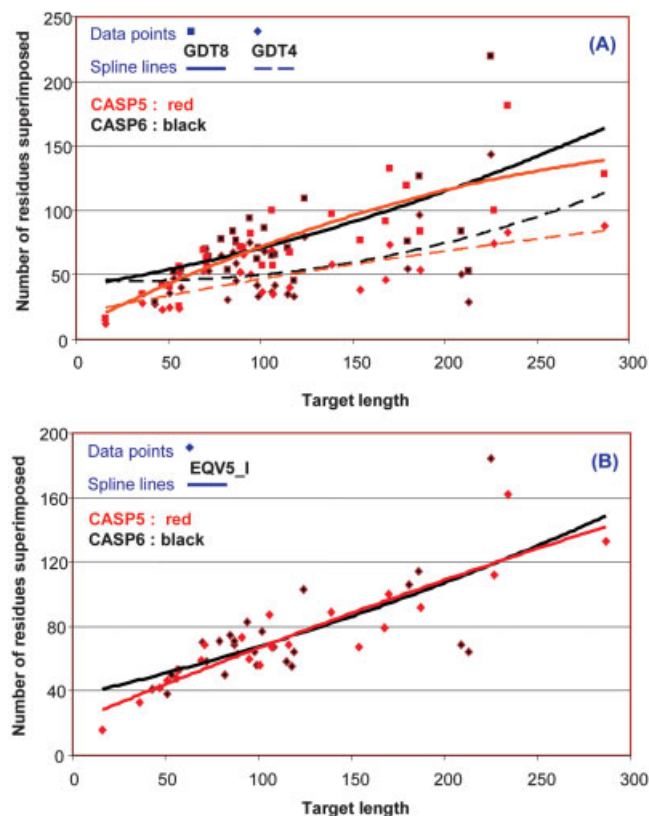 250
200
150
100
50
0
Number of residues superimposed
Data points
GDT8 GDT4
Spline lines
(A)
CASP5 : red
CASP6 : black
0 50 100 150 200 250 300
Target length
200
160
120
80
40
0
Number of residues superimposed
Data points
EQV5_I
Spline lines
(B)
CASP5 : red
CASP6 : black
0 50 100 150 200 250 300
Target length